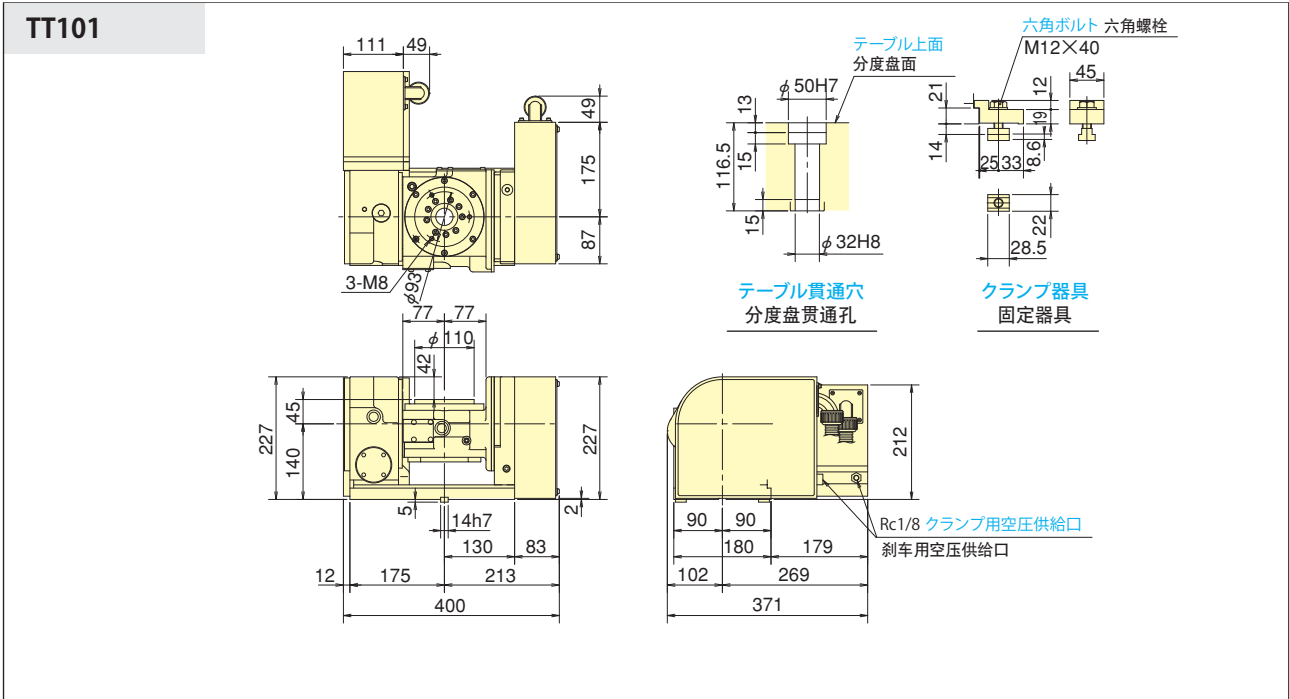 TT101
111
49
49
175
87
3-M8
φ93
77
77
φ110
42
45
227
140
227
5
14h7
2
130
83
12
175
213
400
テーブル上面
分度盘面
φ50H7
13
116.5
15
15
φ32H8
テーブル貫通穴
分度盘贯通孔
六角ボルト 六角螺栓
M12×40
45
21
12
19
14
25
33
8.6
22
28.5
クランプ器具
固定器具
212
90
90
180
179
102
269
371
Rc1/8 クランプ用空圧供給口
刹车用空压供给口